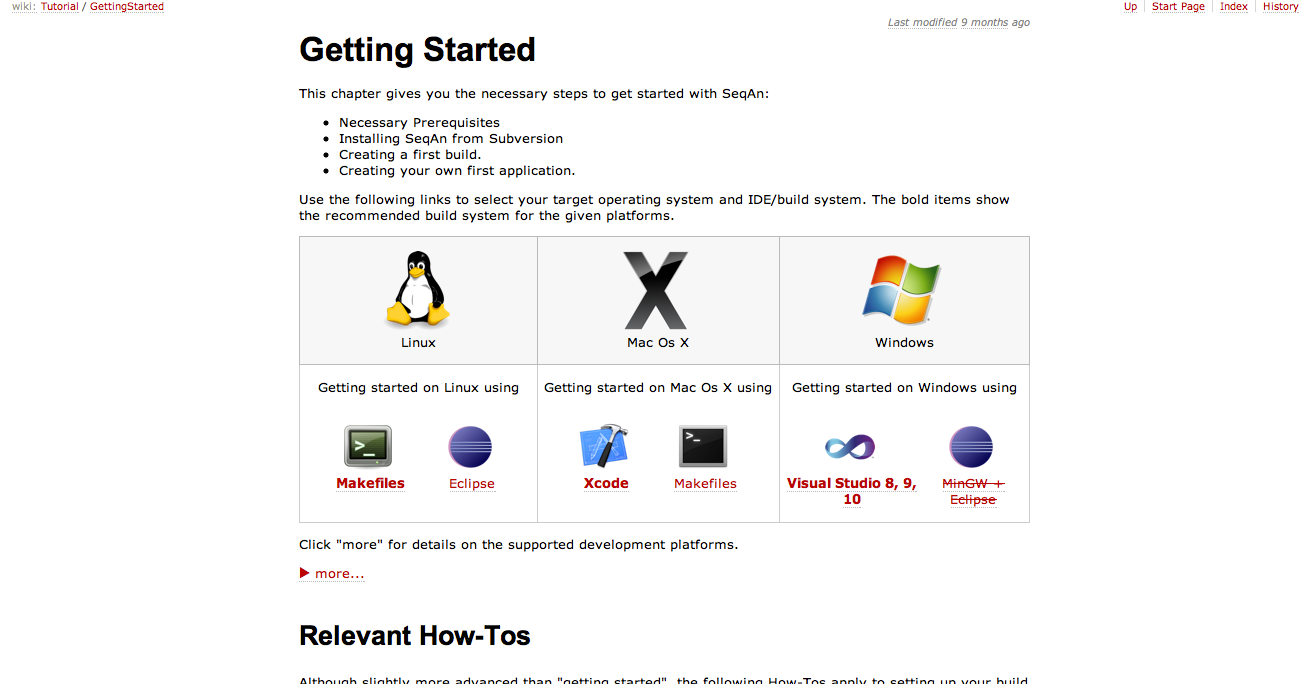 wiki: Tutorial / GettingStarted
Up Start Page Index History
Last modified 9 months ago
Getting Started
This chapter gives you the necessary steps to get started with SeqAn:
Necessary Prerequisites
Installing SeqAn from Subversion
Creating a first build.
Creating your own first application.
Use the following links to select your target operating system and IDE/build system. The bold items show
the recommended build system for the given platforms.
Linux
Mac Os X
Windows
Getting started on Linux using
Makefiles
Eclipse
Getting started on Mac Os X using
Xcode
Makefiles
Getting started on Windows using
Visual Studio 8, 9,
10
MinGW +
Eclipse
Click "more" for details on the supported development platforms.
more...
Relevant How-Tos
Although slightly more advanced than "getting started", the following How-Tos apply to setting up your build